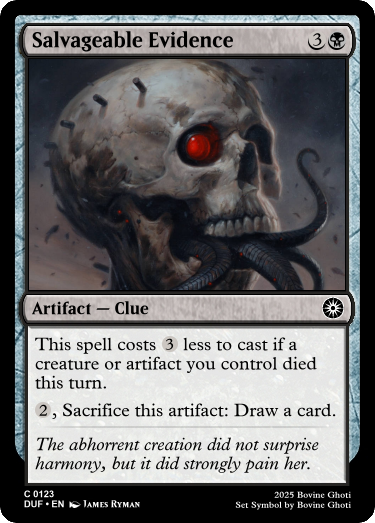 Salvageable Evidence 3
Artifact — Clue
This spell costs 3 less to cast if a
creature or artifact you control died
this turn.
2, Sacrifice this artifact: Draw a card.
The abhorrent creation did not surprise
harmony, but it did strongly pain her.
C 0123
DUF • EN James Ryman
2025 Bovine Ghoti
Set Symbol by Bovine Ghoti